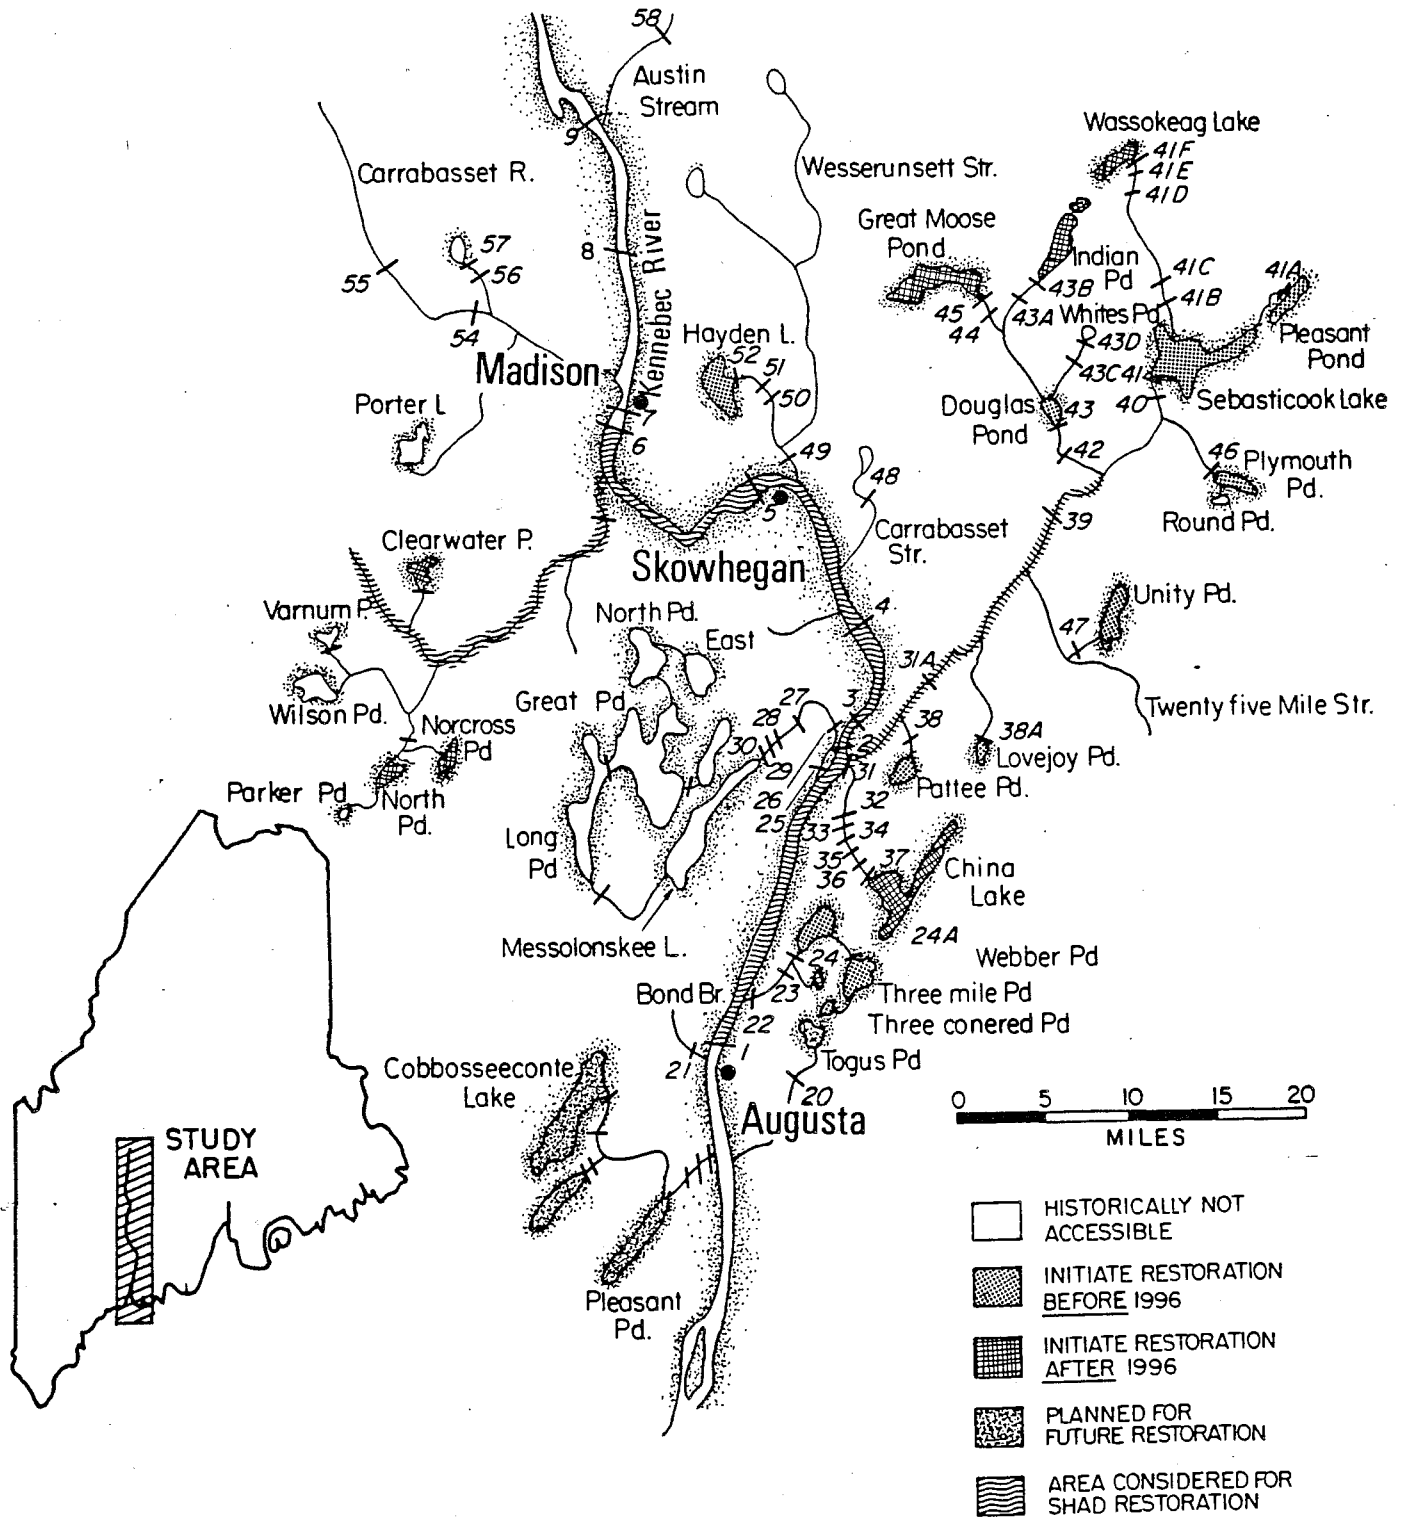 58
Austin
Stream
9
Wassokeag Lake
41F
41E
41D
Carrabasset R.
Wesserunsett Str.
Great Moose
Pond
57
56
55
54
8
Kennebec River
Indian
Pd
43B
43A
45
44
41C
41B
41A
Whites Pd
43D
43C
41
Pleasant
Pond
Hayden L.
52
51
50
Madison
7
6
Porter L
Douglas
Pond
43
42
40
Sebasticook Lake
46
Plymouth
Pd.
Round Pd.
49
48
5
39
Carrabasset
Str.
Clearwater P.
Skowhegan
Varnum P.
North Pd.
East
4
Unity Pd.
47
31A
Twenty five Mile Str.
Wilson Pd.
Great Pd
27
28
30
3
2
38
38A
Lovejoy Pd.
Norcross
Pd
29
31
Pattee Pd.
Parker Pd
North
Pd.
26
25
32
33
34
35
36
37
Long
Pd
China
Lake
24A
Messolonskee L.
24
Webber Pd
Bond Br.
23
Three mile Pd
22
Three conered Pd
1
21
Togus Pd
20
Cobbosseeconte
Lake
Augusta
0 5 10 15 20
MILES
STUDY
AREA
Pleasant
Pd.
HISTORICALLY NOT
ACCESSIBLE
INITIATE RESTORATION
BEFORE 1996
INITIATE RESTORATION
AFTER 1996
PLANNED FOR
FUTURE RESTORATION
AREA CONSIDERED FOR
SHAD RESTORATION